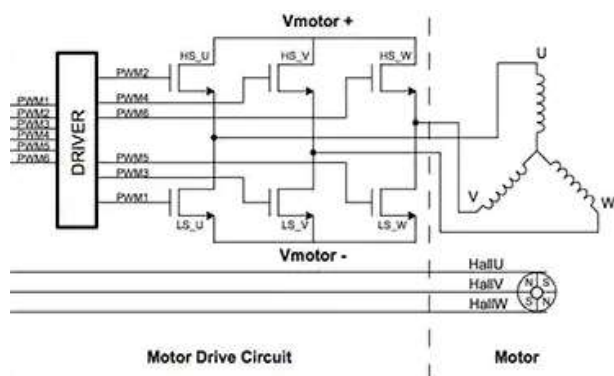 Vmotor +
HS_U
HS_V
HS_W
U
PWM2
PWM4
PWM6
PWM1
PWM2
PWM3
PWM4
PWM5
PWM6
DRIVER
PWM5
PWM3
PWM1
LS_U
LS_V
LS_W
V
W
Vmotor -
HallU
HallV
HallW
N S
S N
Motor Drive Circuit
Motor